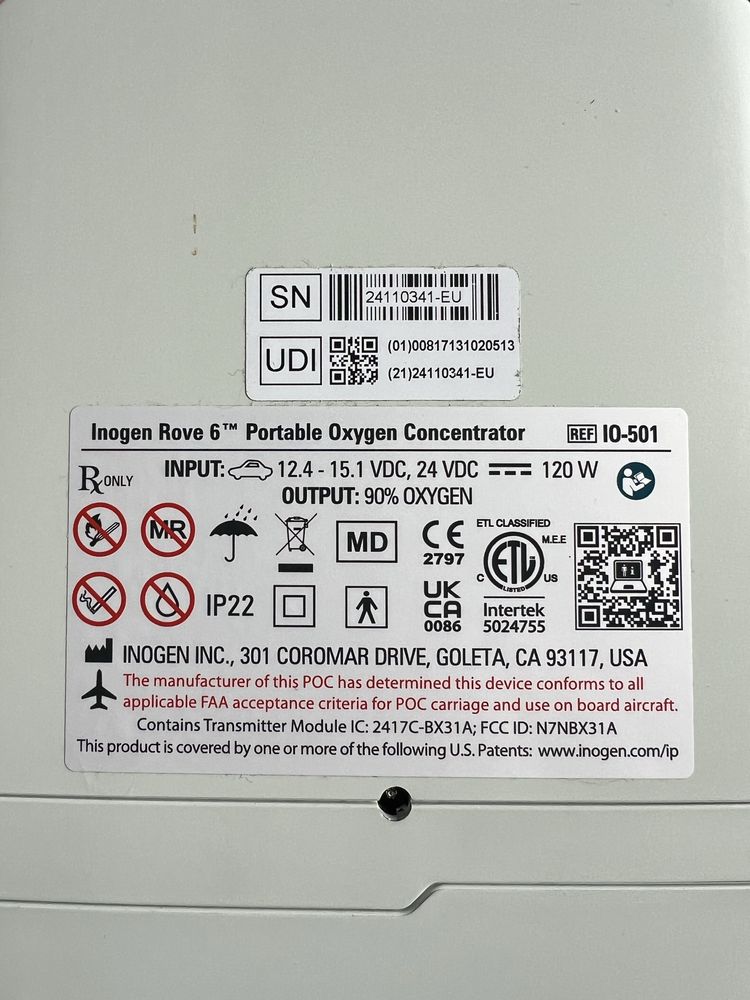 SN
24110341-EU
UDI
(01)00817131020513
(21)24110341-EU
Inogen Rove 6™ Portable Oxygen Concentrator REF IO-501
Rx ONLY
INPUT: 12.4 - 15.1 VDC, 24 VDC 120 W
OUTPUT: 90% OXYGEN
MR
MD
CE
2797
ETL CLASSIFIED
M.E.E
C ETL US
LISTED
Intertek
5024755
IP22
UK
CA
0086
INOGEN INC., 301 COROMAR DRIVE, GOLETA, CA 93117, USA
The manufacturer of this POC has determined this device conforms to all
applicable FAA acceptance criteria for POC carriage and use on board aircraft.
Contains Transmitter Module IC: 2417C-BX31A; FCC ID: N7NBX31A
This product is covered by one or more of the following U.S. Patents: www.inogen.com/ip